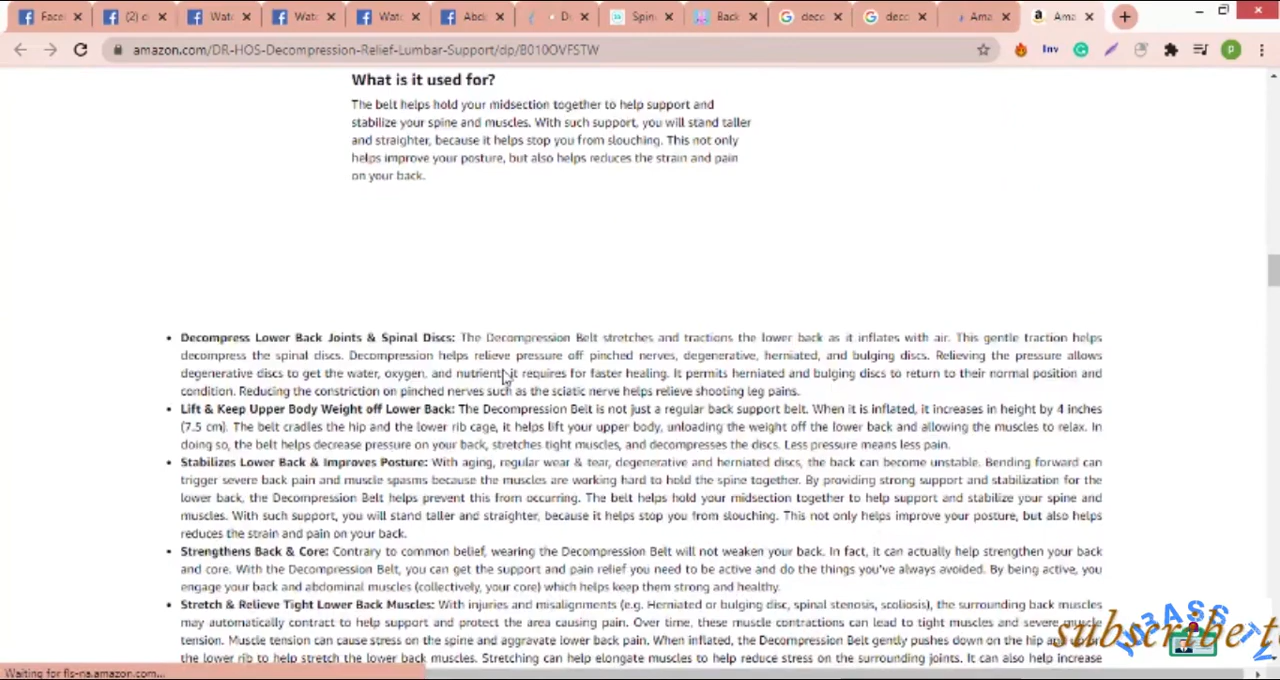 Face
(2) c
Wat
Wat
Wat
Abd
D
Spin
Back
deco
deco
Ama
Ama
amazon.com/DR-HOS-Decompression-Relief-Lumbar-Support/dp/B010OVFSTW
Inv
p
What is it used for?
The belt helps hold your midsection together to help support and
stabilize your spine and muscles. With such support, you will stand taller
and straighter, because it helps stop you from slouching. This not only
helps improve your posture, but also helps reduces the strain and pain
on your back.
• Decompress Lower Back Joints & Spinal Discs: The Decompression Belt stretches and tractions the lower back as it inflates with air. This gentle traction helps
decompress the spinal discs. Decompression helps relieve pressure off pinched nerves, degenerative, herniated, and bulging discs. Relieving the pressure allows
degenerative discs to get the water, oxygen, and nutrients it requires for faster healing. It permits herniated and bulging discs to return to their normal position and
condition. Reducing the constriction on pinched nerves such as the sciatic nerve helps relieve shooting leg pains.
• Lift & Keep Upper Body Weight off Lower Back: The Decompression Belt is not just a regular back support belt. When it is inflated, it increases in height by 4 inches
(7.5 cm). The belt cradles the hip and the lower rib cage, it helps lift your upper body, unloading the weight off the lower back and allowing the muscles to relax. In
doing so, the belt helps decrease pressure on your back, stretches tight muscles, and decompresses the discs. Less pressure means less pain.
• Stabilizes Lower Back & Improves Posture: With aging, regular wear & tear, degenerative and herniated discs, the back can become unstable. Bending forward can
trigger severe back pain and muscle spasms because the muscles are working hard to hold the spine together. By providing strong support and stabilization for the
lower back, the Decompression Belt helps prevent this from occurring. The belt helps hold your midsection together to help support and stabilize your spine and
muscles. With such support, you will stand taller and straighter, because it helps stop you from slouching. This not only helps improve your posture, but also helps
reduces the strain and pain on your back.
• Strengthens Back & Core: Contrary to common belief, wearing the Decompression Belt will not weaken your back. In fact, it can actually help strengthen your back
and core. With the Decompression Belt, you can get the support and pain relief you need to be active and do the things you've always avoided. By being active, you
engage your back and abdominal muscles (collectively, your core) which helps keep them strong and healthy.
• Stretch & Relieve Tight Lower Back Muscles: With injuries and misalignments (e.g. Herniated or bulging disc, spinal stenosis, scoliosis), the surrounding back muscles
may automatically contract to help support and protect the area causing pain. Over time, these muscle contractions can lead to tight muscles and severe muscle
tension. Muscle tension can cause stress on the spine and aggravate lower back pain. When inflated, the Decompression Belt gently pushes down on the hip and up on
the lower rib to help stretch the lower back muscles. Stretching can help elongate muscles to help reduce stress on the surrounding joints. It can also help increase
subscribe to
Waiting for fls-na.amazon.com...